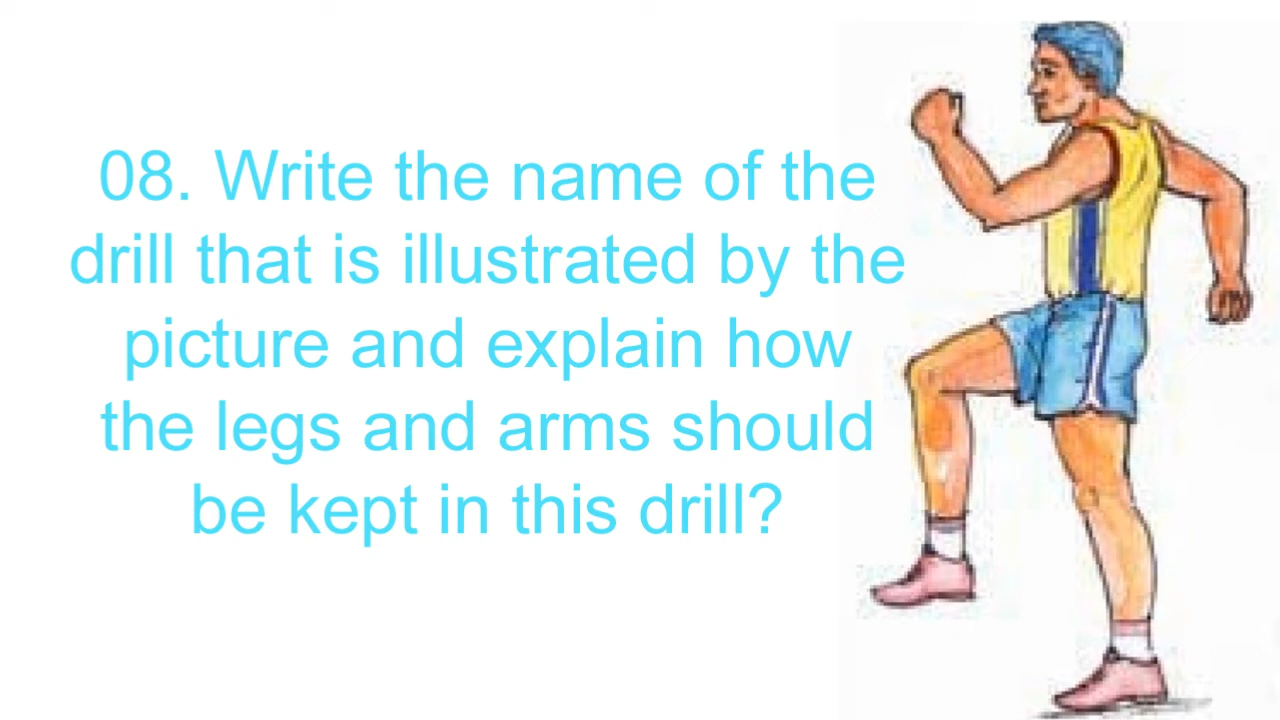 08. Write the name of the
drill that is illustrated by the
picture and explain how
the legs and arms should
be kept in this drill?